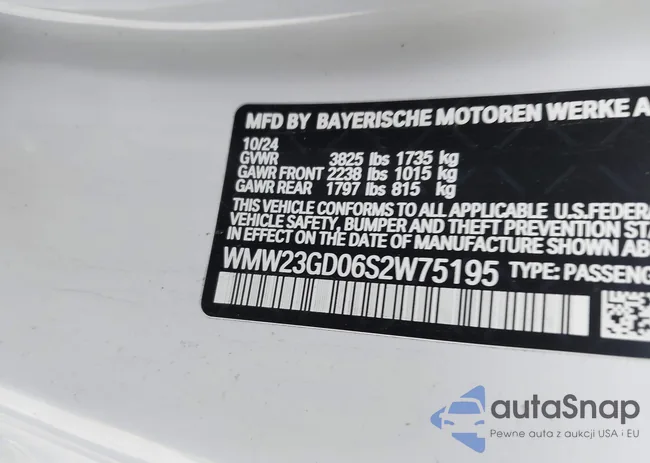 MFD BY BAYERISCHE MOTOREN WERKE A
10/24
GVWR 3825 lbs 1735 kg
GAWR FRONT 2238 lbs 1015 kg
GAWR REAR 1797 lbs 815 kg
THIS VEHICLE CONFORMS TO ALL APPLICABLE U.S.FEDERA
VEHICLE SAFETY, BUMPER AND THEFT PREVENTION STA
IN EFFECT ON THE DATE OF MANUFACTURE SHOWN AB
WMW23GD06S2W75195 TYPE: PASSENG
autaSnap
Pewne auta z aukcji USA i EU